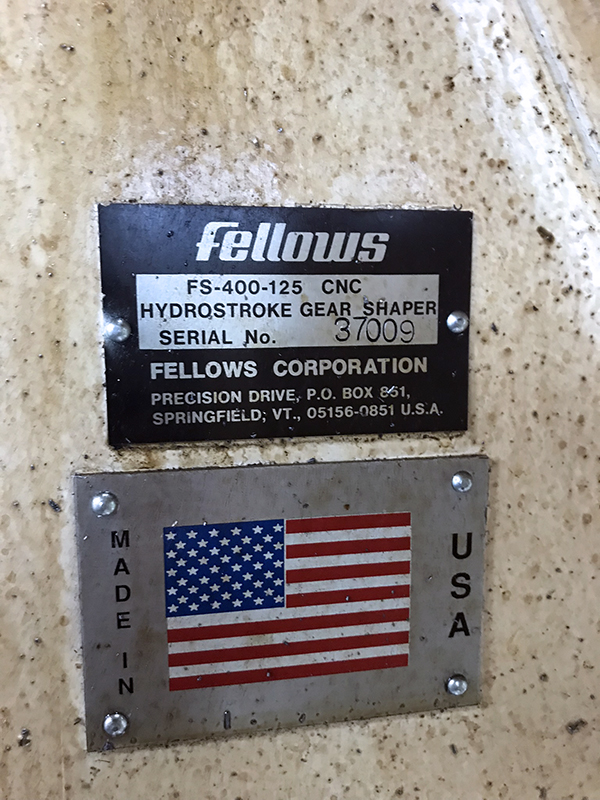 fellows
FS-400-125 CNC
HYDROSTROKE GEAR SHAPER
SERIAL No. 37009
FELLOWS CORPORATION
PRECISION DRIVE, P.O. BOX 851,
SPRINGFIELD, VT., 05156-0851 U.S.A.
MADE IN
USA